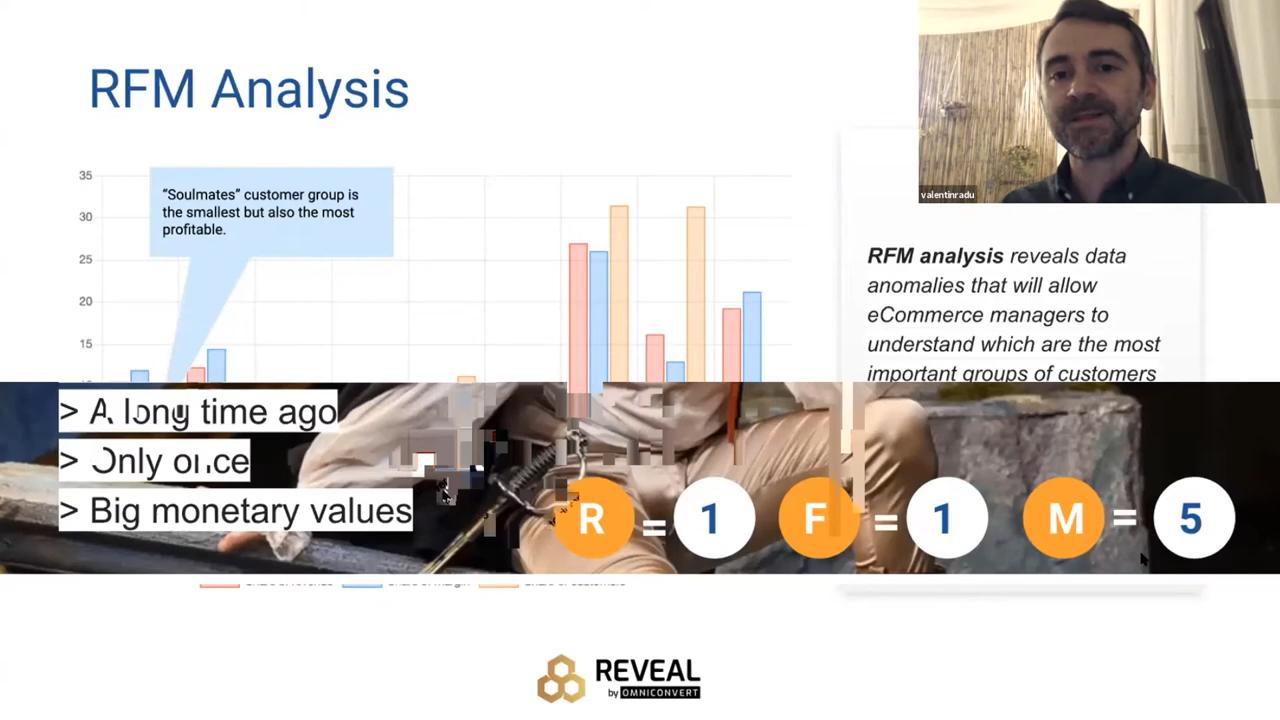 RFM Analysis
valentinradu
"Soulmates" customer group is
the smallest but also the most
profitable.
35
30
25
20
15
RFM analysis reveals data
anomalies that will allow
eCommerce managers to
understand which are the most
important groups of customers
> A long time ago
> Only once
> Big monetary values
R = 1 F = 1 M = 5
REVEAL
by OMNICONVERT